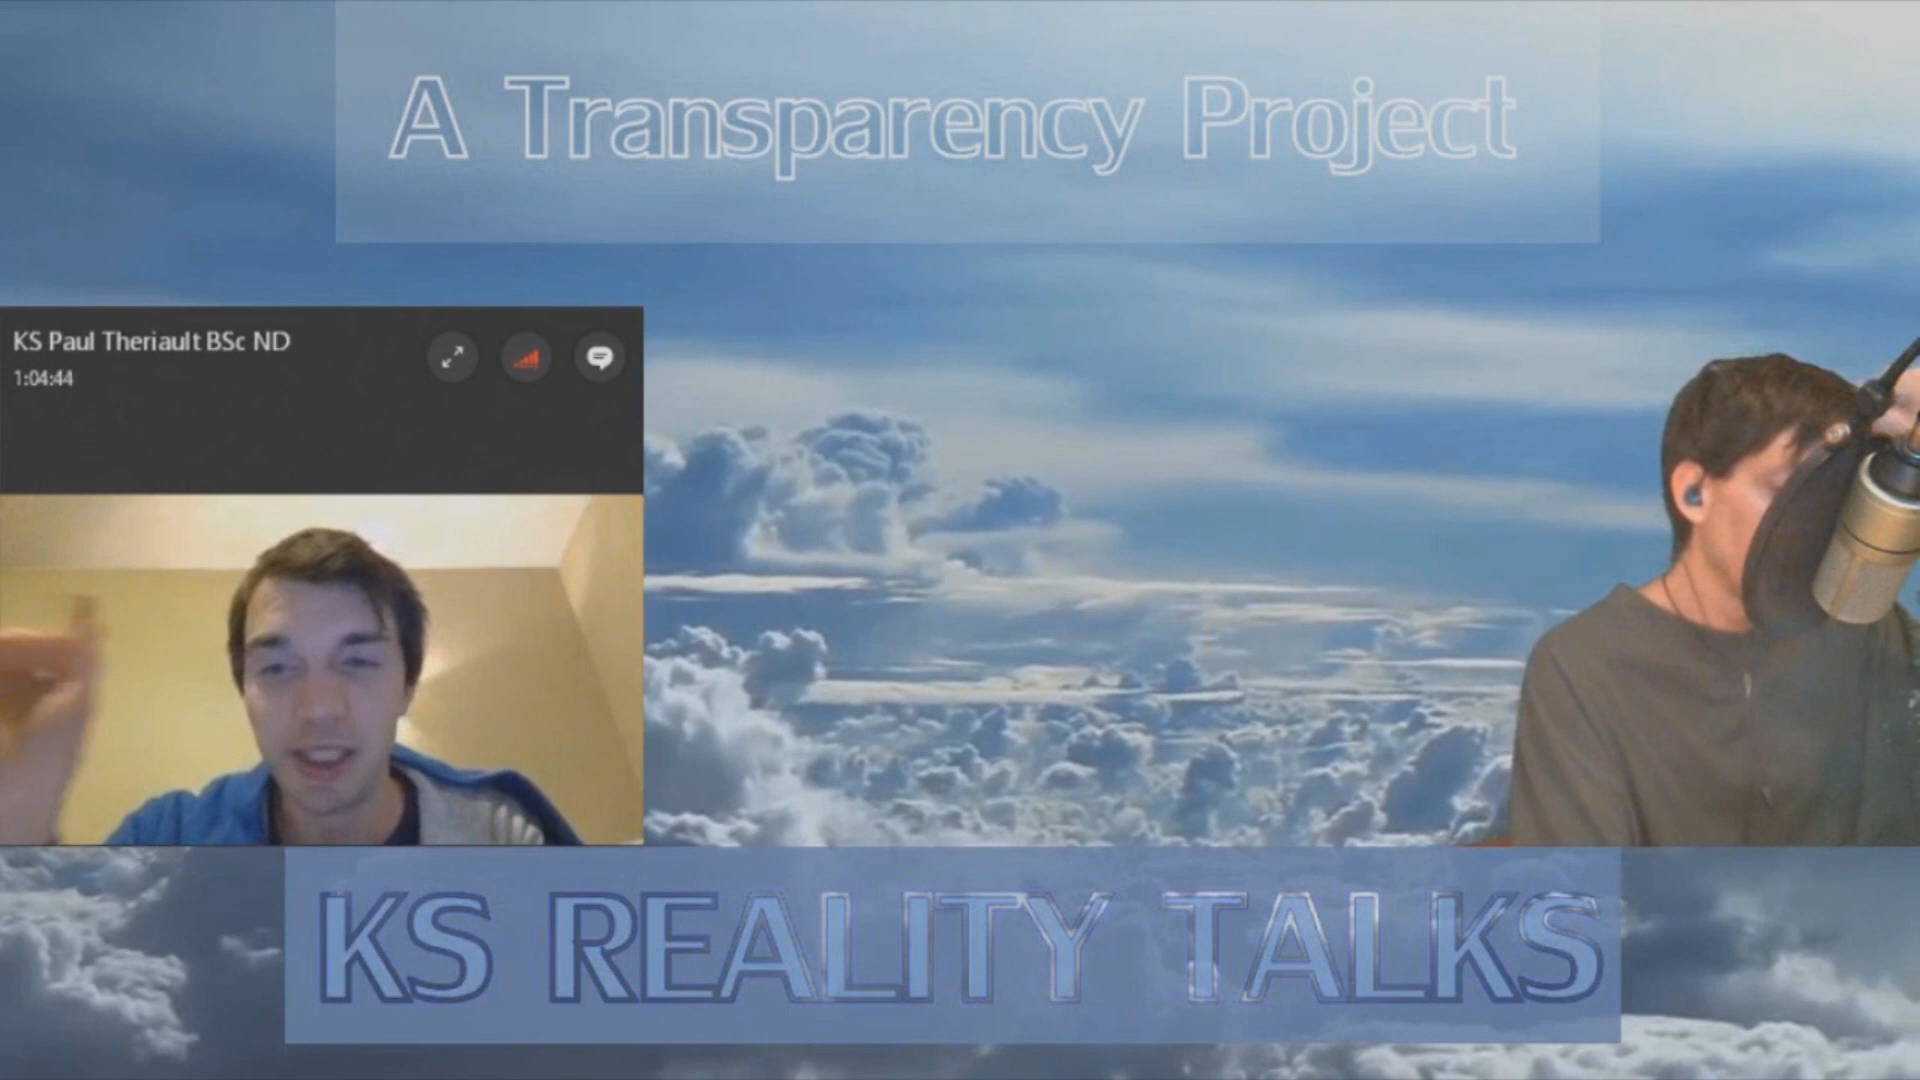 A Transparency Project
KS Paul Theriault BSc ND
1:04:44
KS REALITY TALKS